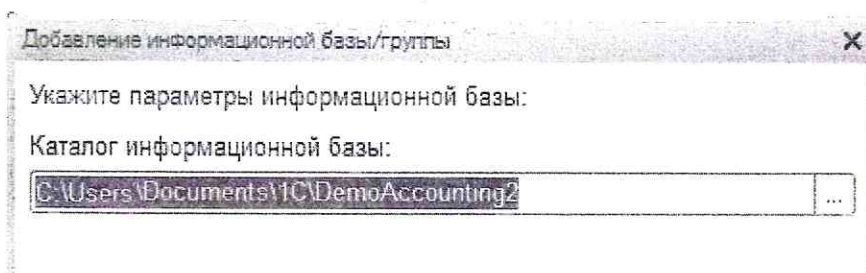 Добавление информационной базы/группы
Укажите параметры информационной базы:
Каталог информационной базы:
C:\Users\Documents\1C\DemoAccounting2
...